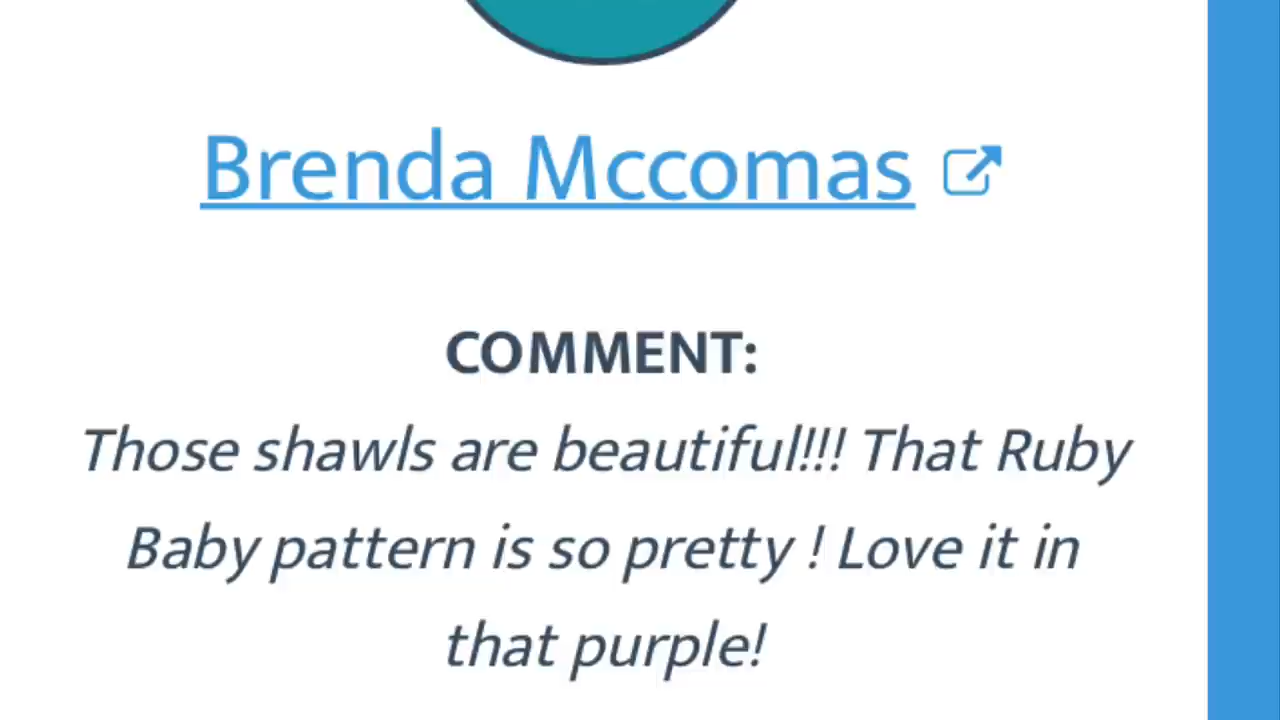 Brenda Mccomas
COMMENT:
Those shawls are beautiful!!! That Ruby
Baby pattern is so pretty ! Love it in
that purple!